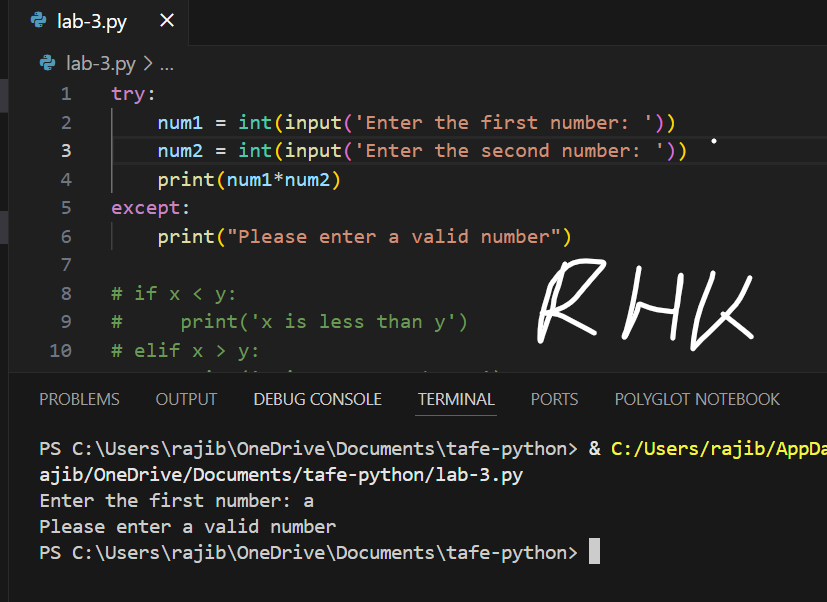 lab-3.py
lab-3.py > ...
1 try:
2     num1 = int(input('Enter the first number: '))
3     num2 = int(input('Enter the second number: '))
4     print(num1*num2)
5 except:
6     print("Please enter a valid number")
7
8 # if x < y:
9 #     print('x is less than y')
10 # elif x > y:
RHK
PROBLEMS OUTPUT DEBUG CONSOLE TERMINAL PORTS POLYGLOT NOTEBOOK
PS C:\Users\rajib\OneDrive\Documents\tafe-python> & C:/Users/rajib/AppDa
ajib/OneDrive/Documents/tafe-python/lab-3.py
Enter the first number: a
Please enter a valid number
PS C:\Users\rajib\OneDrive\Documents\tafe-python>